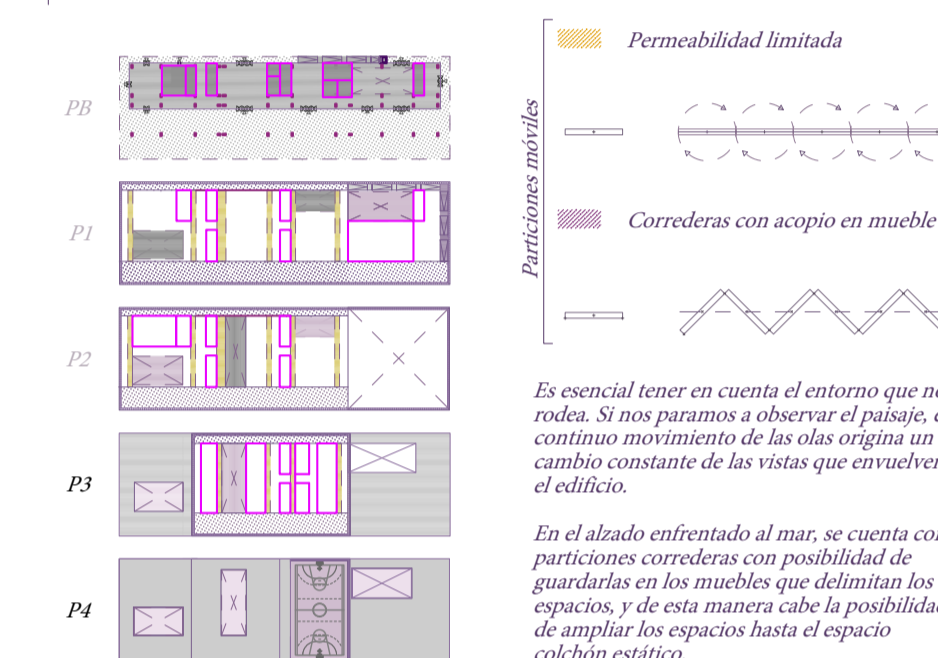 PB
P1
P2
P3
P4
Particiones móviles
Permeabilidad limitada
Correderas con acopio en mueble
Es esencial tener en cuenta el entorno que
rodea. Si nos paramos a observar el paisaje,
continuo movimiento de las olas origina un
cambio constante de las vistas que
el edificio.
En el alzado enfrentado al mar, se cuenta
particiones correderas con posibilidad de
guardarlas en los muebles que delimitan los
espacios, y de esta manera cabe la
de ampliar los espacios hasta el espacio
colchón estático.